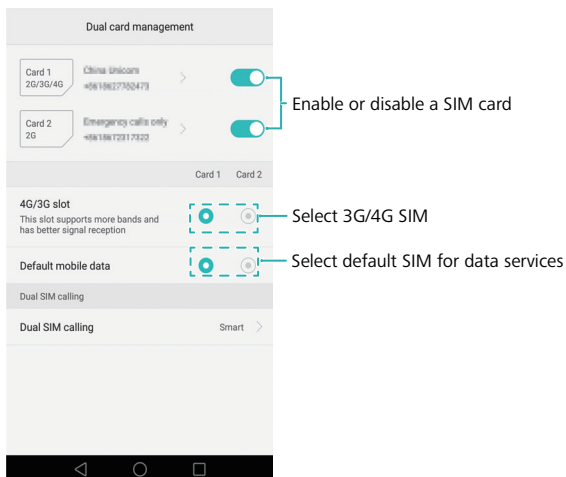 Dual card management
Card 1
2G/3G/4G
China Unicom
Card 2
2G
Emergency calls only
Enable or disable a SIM card
Card 1 Card 2
4G/3G slot
This slot supports more bands and
has better signal reception
Select 3G/4G SIM
Default mobile data
Select default SIM for data services
Dual SIM calling
Dual SIM calling
Smart